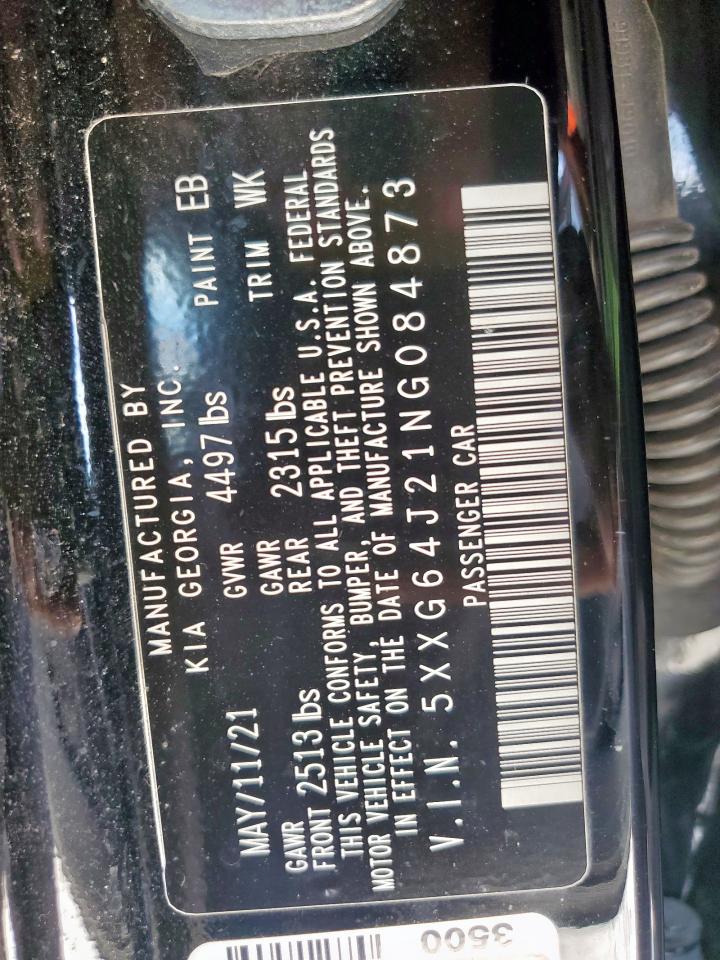 MANUFACTURED BY
KIA GEORGIA, INC.
MAY/11/21 GVWR 4497 lbs PAINT EB
GAWR FRONT 2513 lbs GAWR REAR 2315 lbs TRIM WK
THIS VEHICLE CONFORMS TO ALL APPLICABLE U.S.A. FEDERAL
MOTOR VEHICLE SAFETY, BUMPER, AND THEFT PREVENTION STANDARDS
IN EFFECT ON THE DATE OF MANUFACTURE SHOWN ABOVE.
V.I.N. 5XXG64J21NG084873
PASSENGER CAR
3500